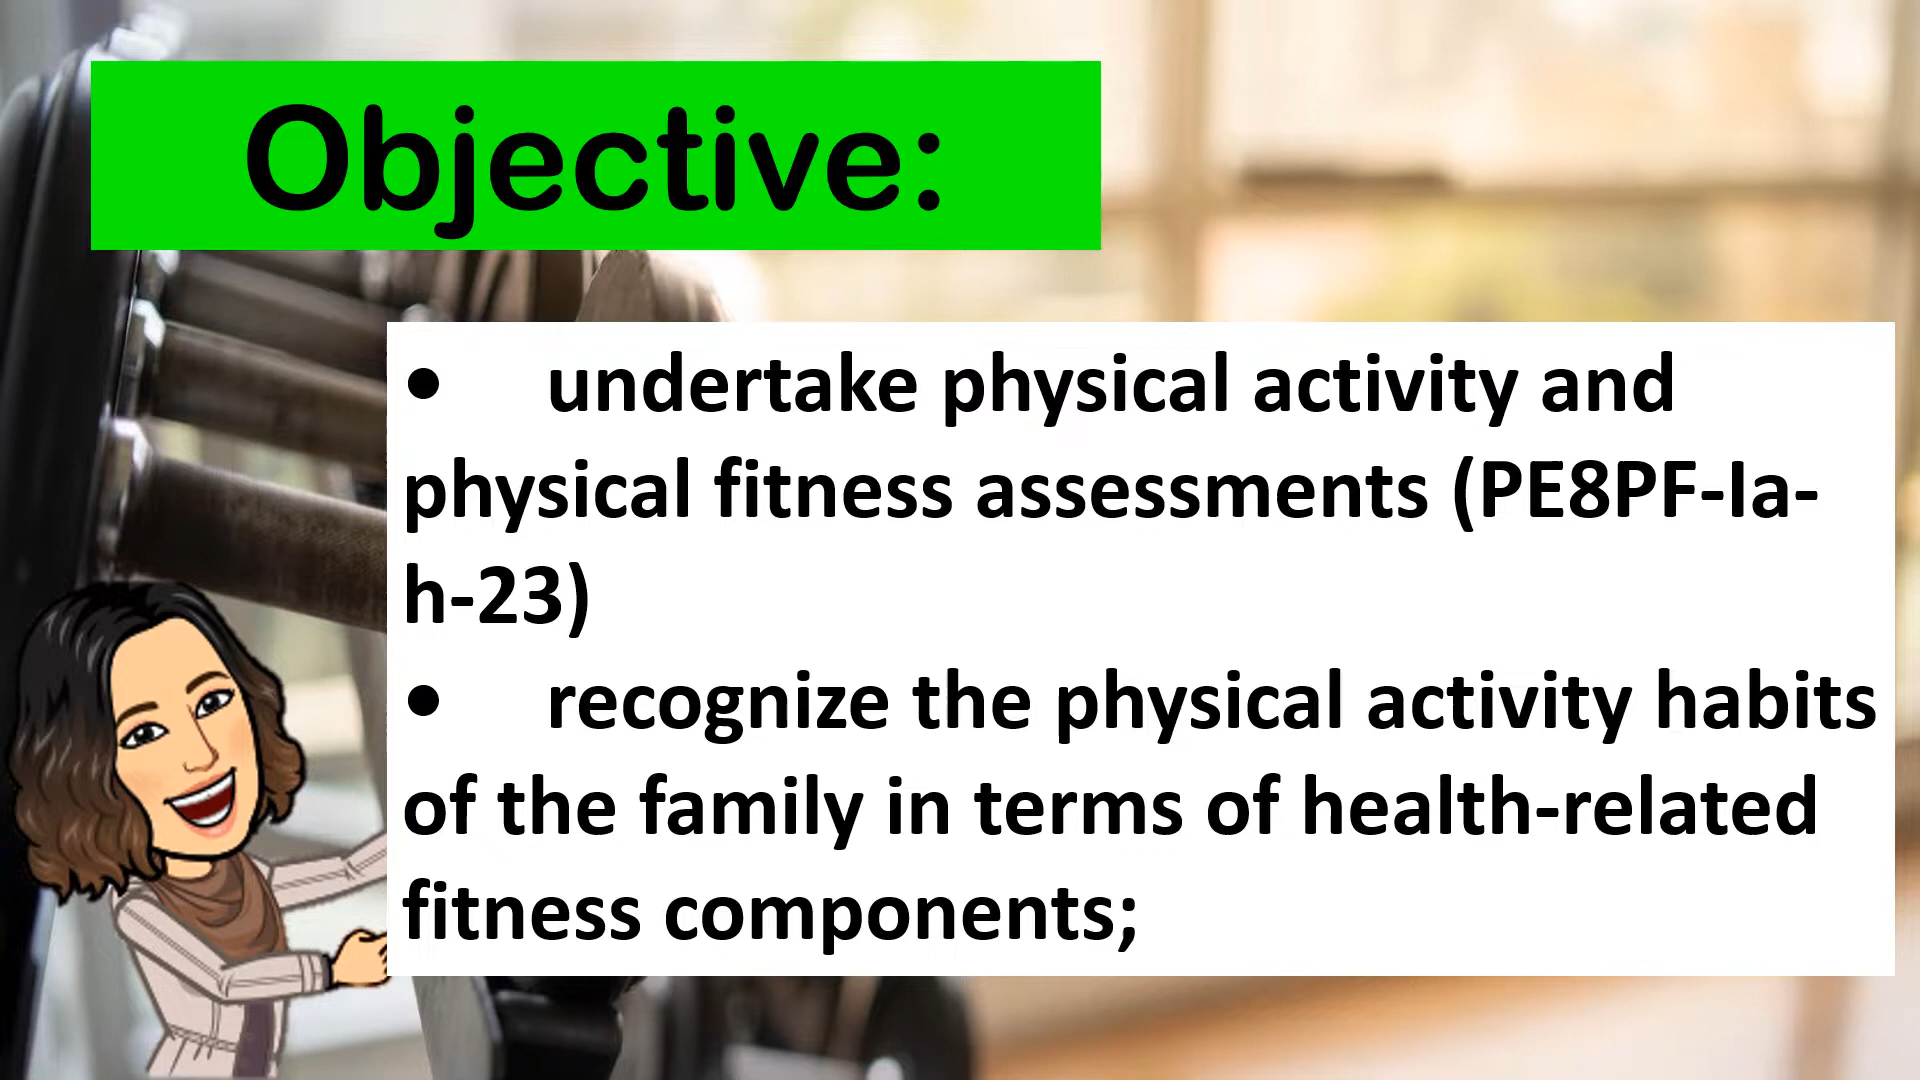 Objective:
• undertake physical activity and
physical fitness assessments (PE8PF-Ia-
h-23)
• recognize the physical activity habits
of the family in terms of health-related
fitness components;